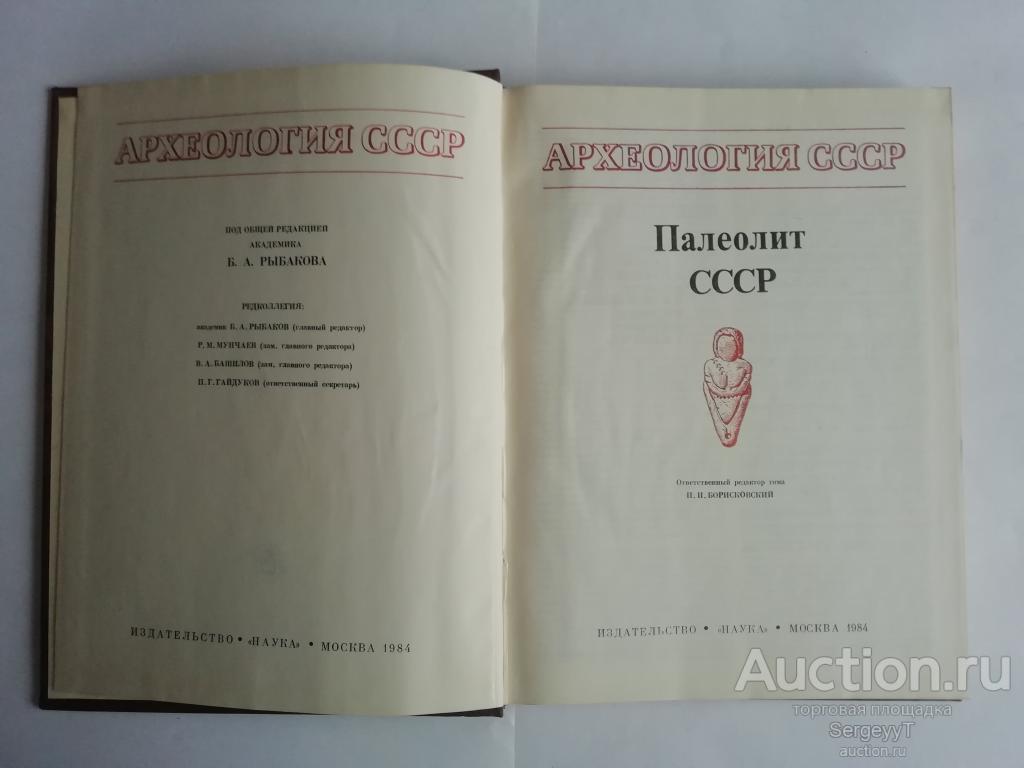 АРХЕОЛОГИЯ СССР
ПОД ОБЩЕЙ РЕДАКЦИЕЙ
АКАДЕМИКА
Б. А. РЫБАКОВА
РЕДКОЛЛЕГИЯ:
академик Б. А. РЫБАКОВ (главный редактор)
Р. М. МУНЧАЕВ (зам. главного редактора)
В. А. БАШИЛОВ (зам. главного редактора)
П. Г. ГАЙДУКОВ (ответственный секретарь)
ИЗДАТЕЛЬСТВО • «НАУКА» • МОСКВА 1984
АРХЕОЛОГИЯ СССР
Палеолит
СССР
Ответственный редактор тома
П. И. БОРИСКОВСКИЙ
ИЗДАТЕЛЬСТВО • «НАУКА» • МОСКВА 1984
Auction.ru
торговая площадка
SergeyyT
auction.ru